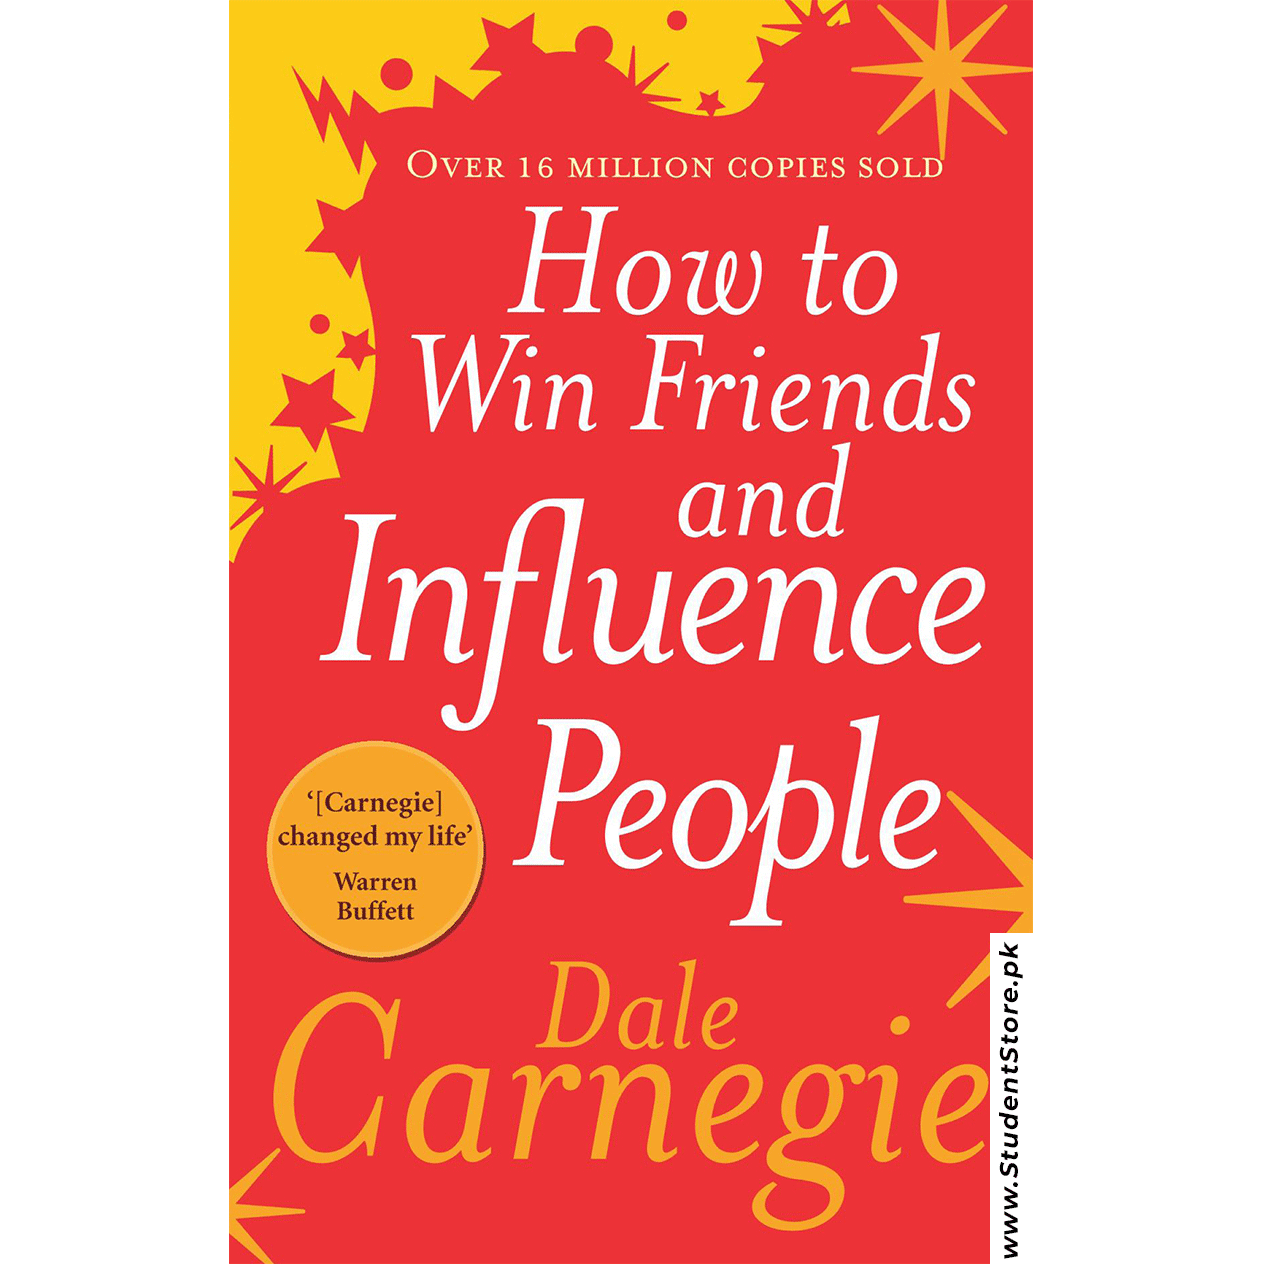 Over 16 million copies sold
How to
Win Friends
and
Influence
People
‘[Carnegie]
changed my life’
Warren
Buffett
Dale
Carnegie
www.StudentStore.pk